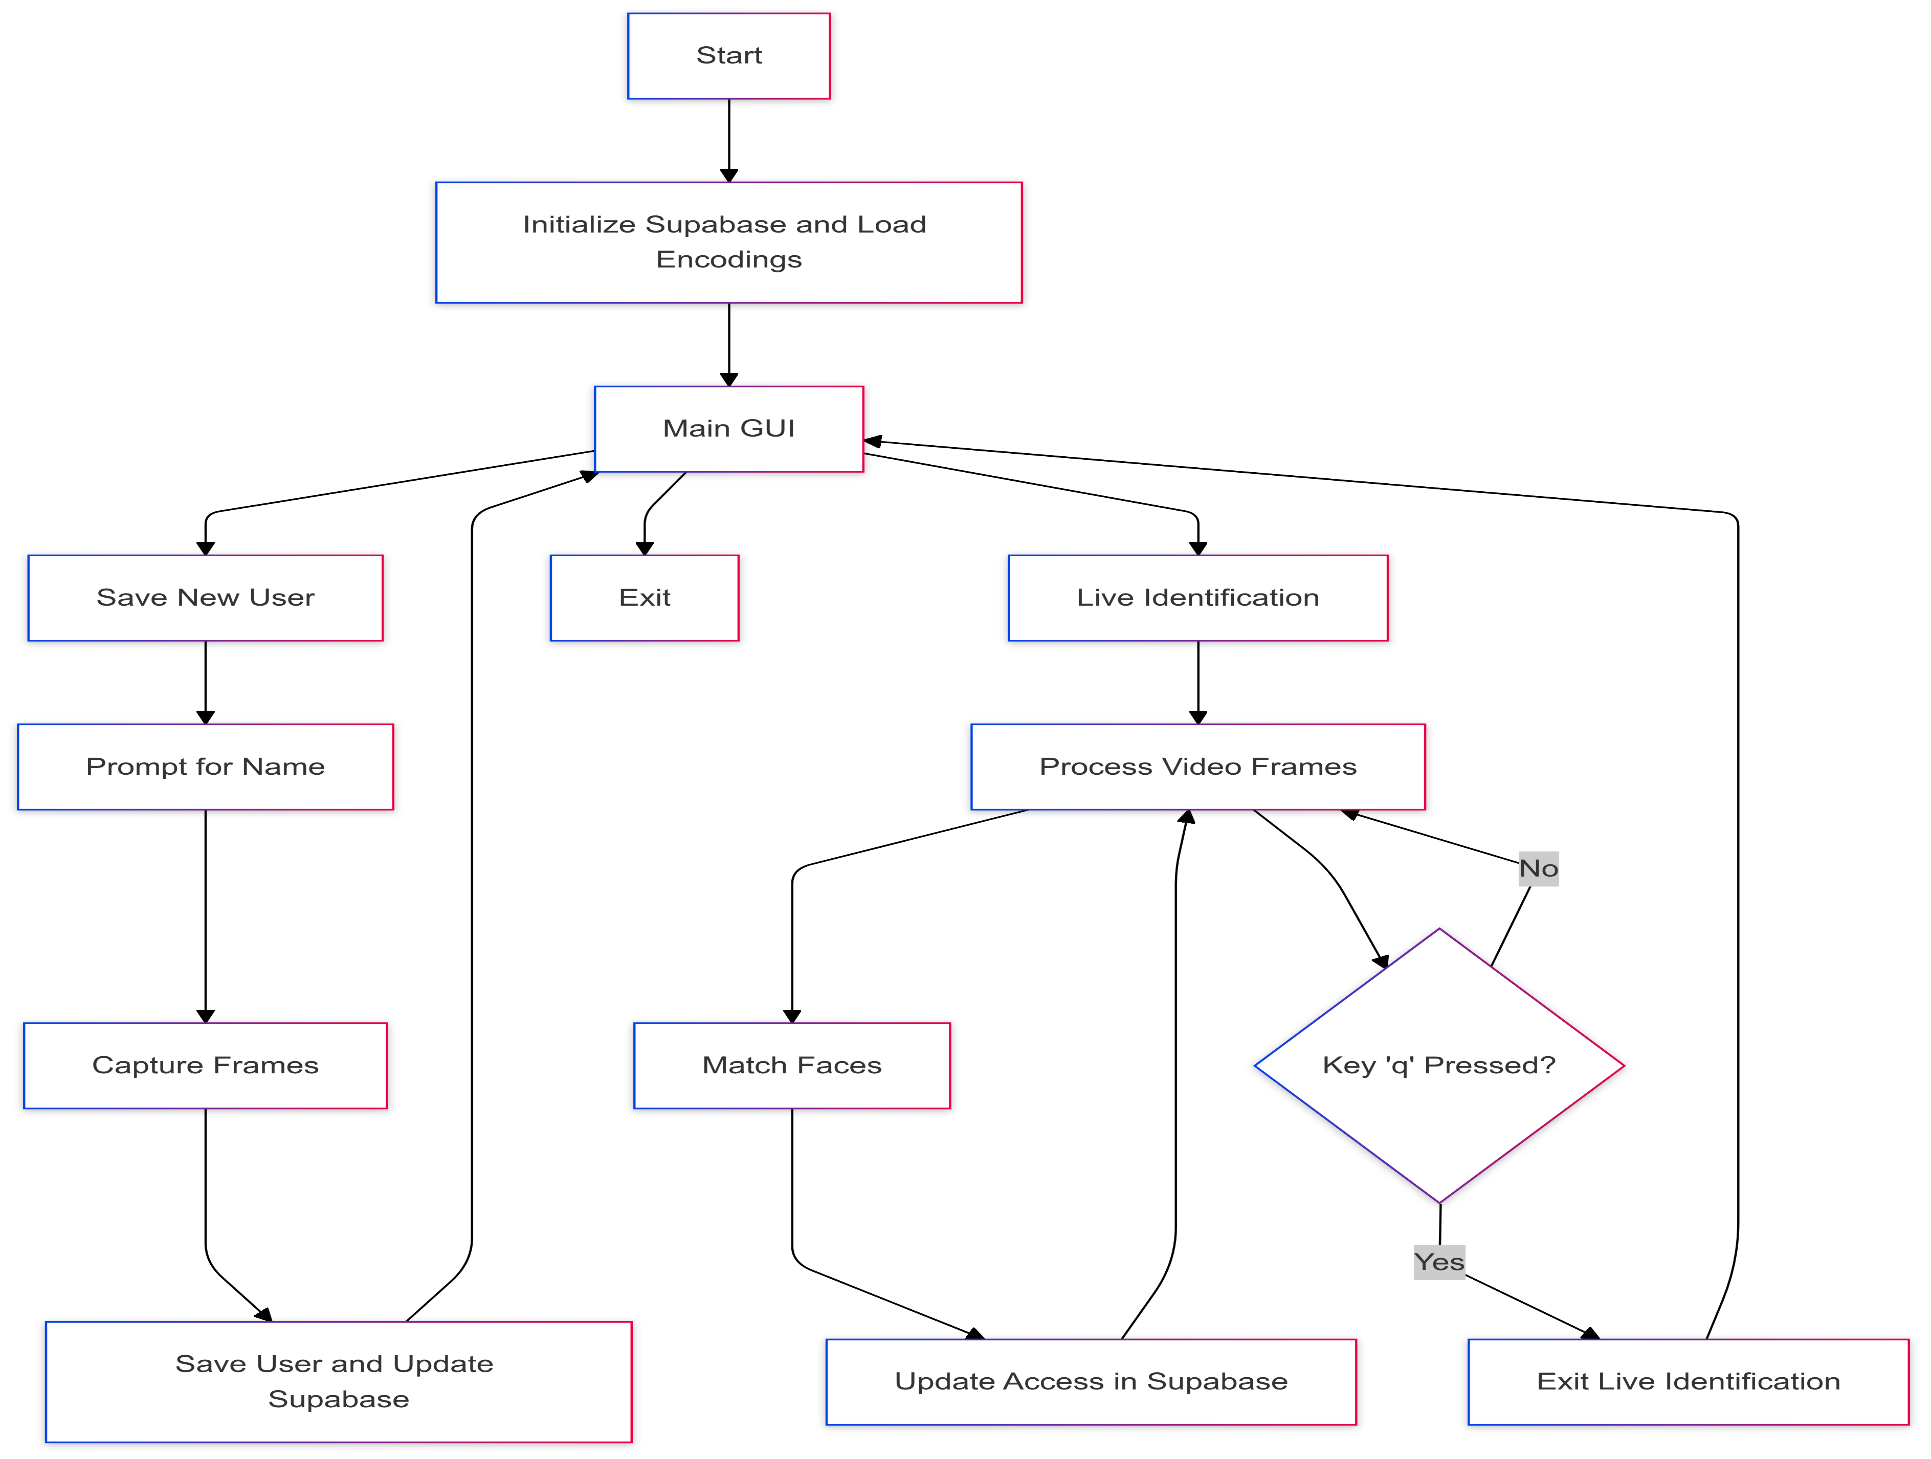 Start
Initialize Supabase and Load
Encodings
Main GUI
Save New User
Exit
Live Identification
Prompt for Name
Process Video Frames
No
Capture Frames
Match Faces
Key 'q' Pressed?
Yes
Save User and Update
Supabase
Update Access in Supabase
Exit Live Identification